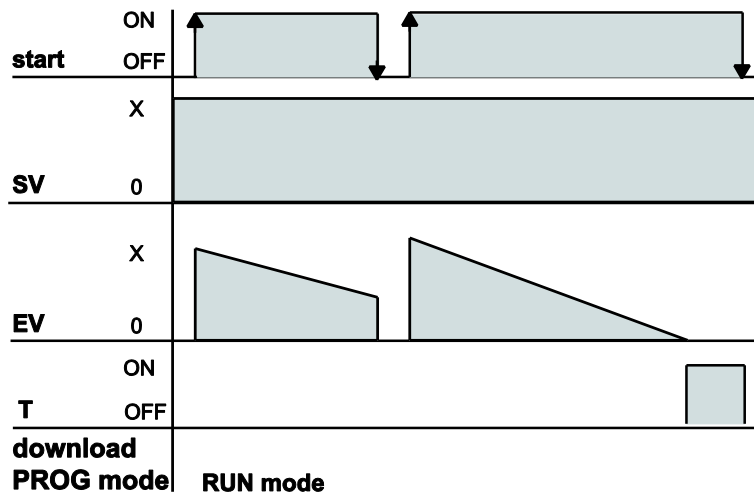 ON
start OFF
X
SV 0
X
EV 0
ON
T OFF
download
PROG mode RUN mode